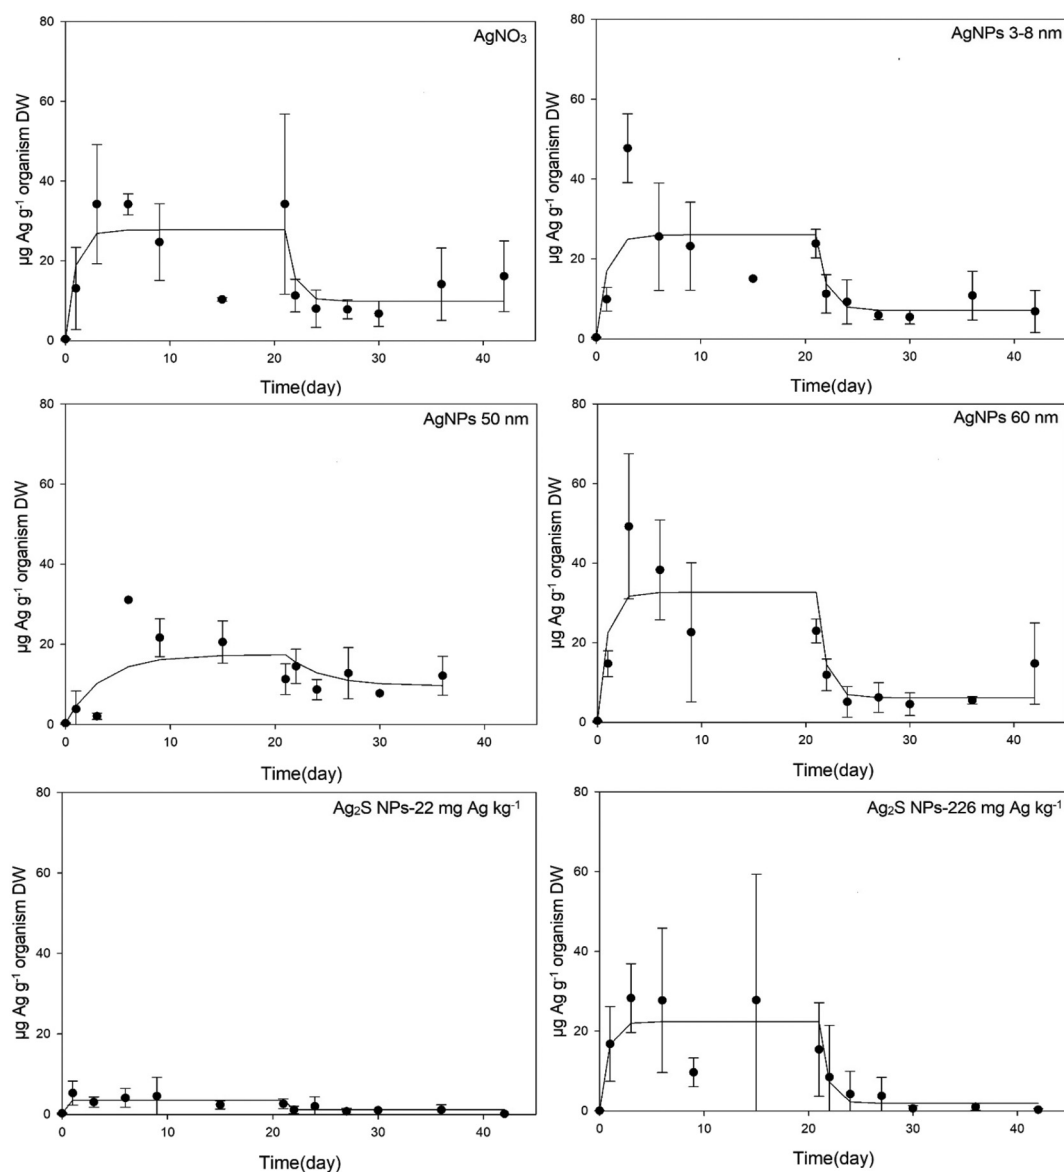 AgNO₃
µg Ag g⁻¹ organism DW
80
60
40
20
0
0 10 20 30 40
Time(day)
AgNPs 3-8 nm
µg Ag g⁻¹ organism DW
80
60
40
20
0
0 10 20 30 40
Time(day)
AgNPs 50 nm
µg Ag g⁻¹ organism DW
80
60
40
20
0
0 10 20 30 40
Time(day)
AgNPs 60 nm
µg Ag g⁻¹ organism DW
80
60
40
20
0
0 10 20 30 40
Time(day)
Ag₂S NPs-22 mg Ag kg⁻¹
µg Ag g⁻¹ organism DW
80
60
40
20
0
0 10 20 30 40
Time(day)
Ag₂S NPs-226 mg Ag kg⁻¹
µg Ag g⁻¹ organism DW
80
60
40
20
0
0 10 20 30 40
Time(day)